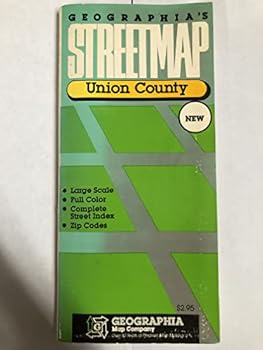 GEOGRAPHIA'S
STREETMAP
Union County
NEW
• Large Scale
• Full Color
• Complete
Street Index
• Zip Codes
$2.95
GEOGRAPHIA
Map Company